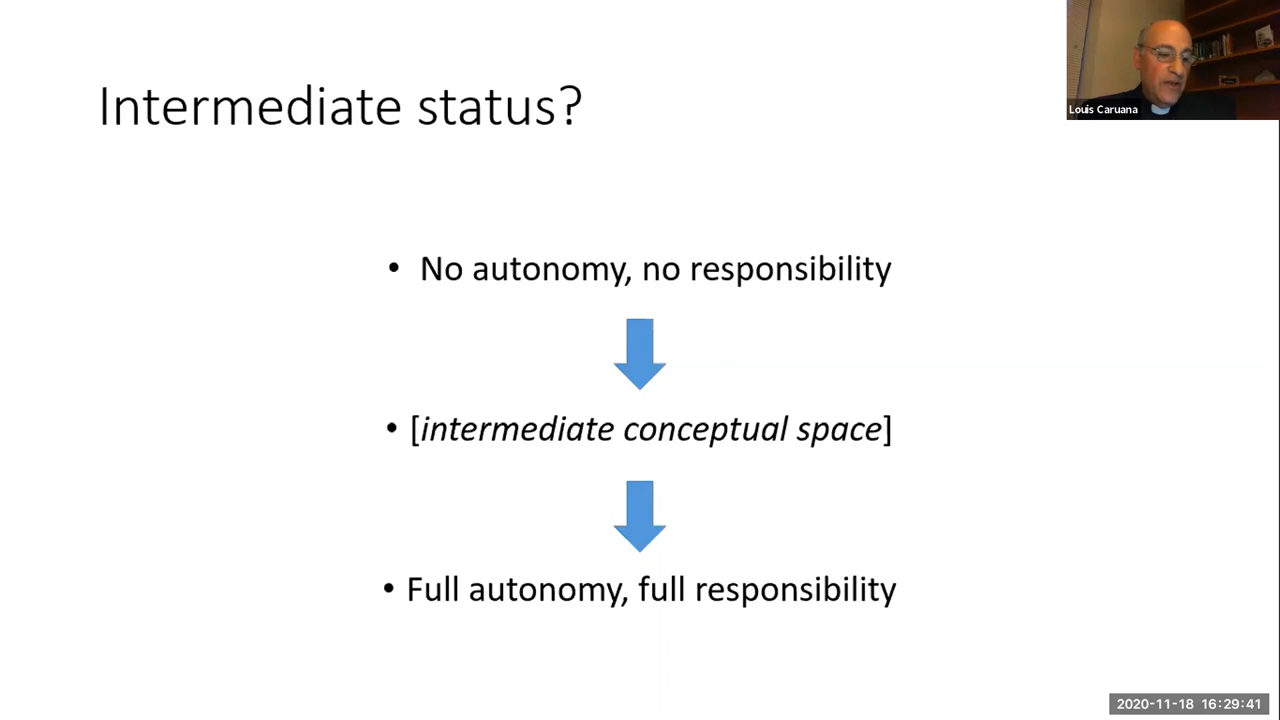 Louis Caruana
Intermediate status?
• No autonomy, no responsibility
• [intermediate conceptual space]
• Full autonomy, full responsibility
2020-11-18 16:29:41